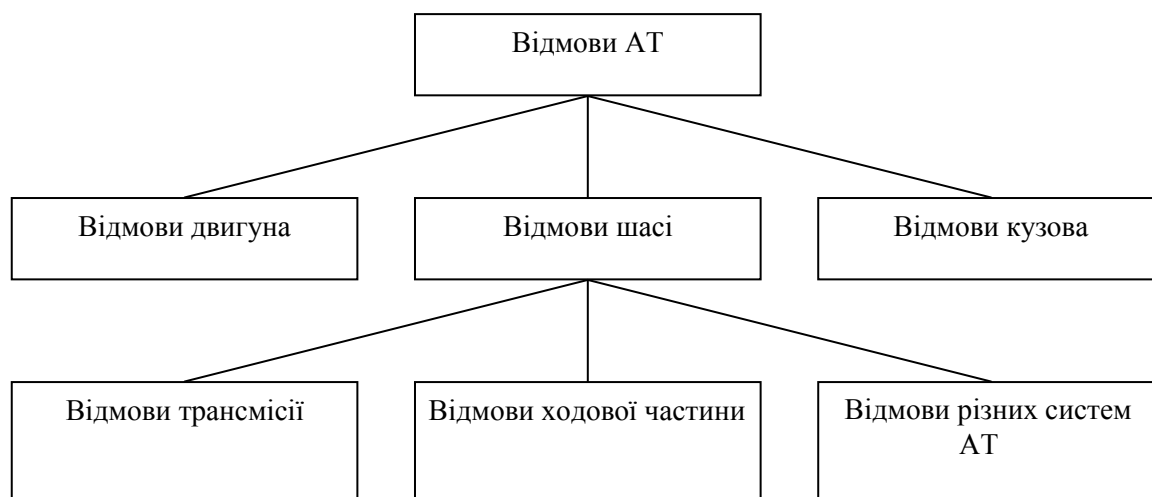 Відмови АТ
Відмови двигуна
Відмови шасі
Відмови кузова
Відмови трансмісії
Відмови ходової частини
Відмови різних систем
АТ